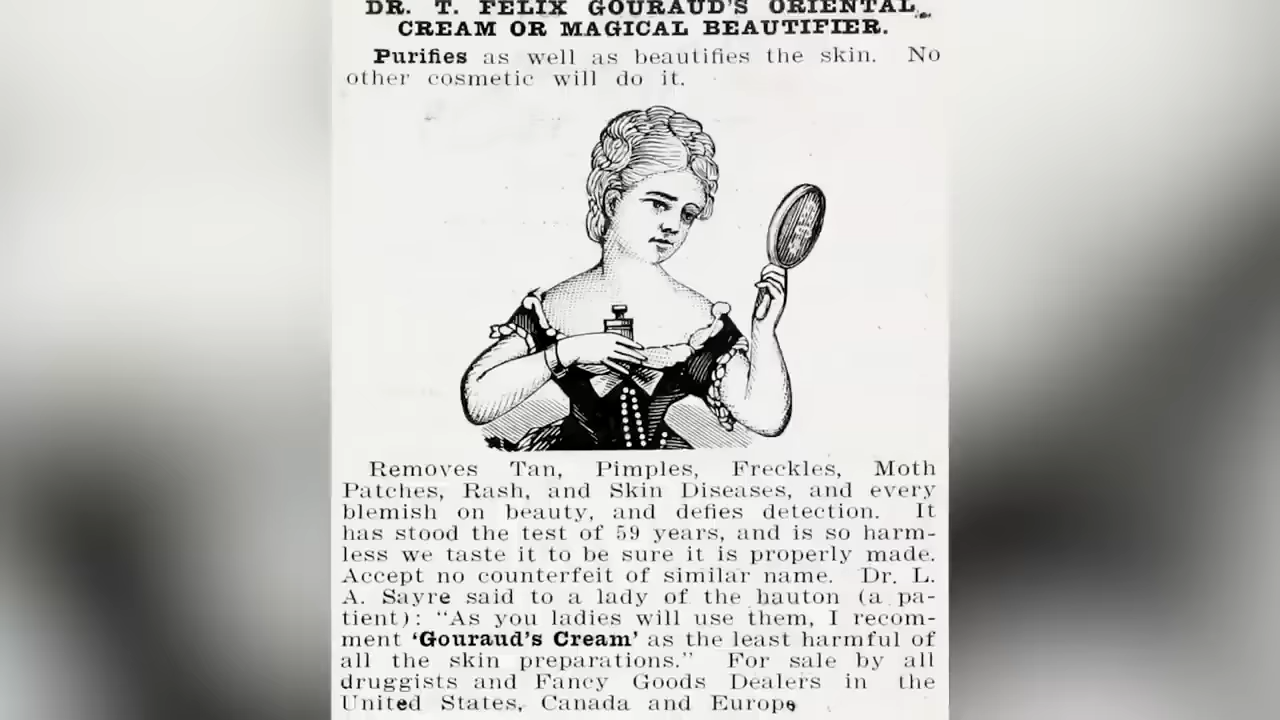 DR. T. FELIX GOURAUD'S ORIENTAL
CREAM OR MAGICAL BEAUTIFIER.
Purifies as well as beautifies the skin. No
other cosmetic will do it.
Removes Tan, Pimples, Freckles, Moth
Patches, Rash, and Skin Diseases, and every
blemish on beauty, and defies detection. It
has stood the test of 59 years, and is so harm-
less we taste it to be sure it is properly made.
Accept no counterfeit of similar name. Dr. L.
A. Sayre said to a lady of the hauton (a pa-
tient): "As you ladies will use them, I recom-
ment 'Gouraud's Cream' as the least harmful of
all the skin preparations." For sale by all
druggists and Fancy Goods Dealers in the
United States, Canada and Europe